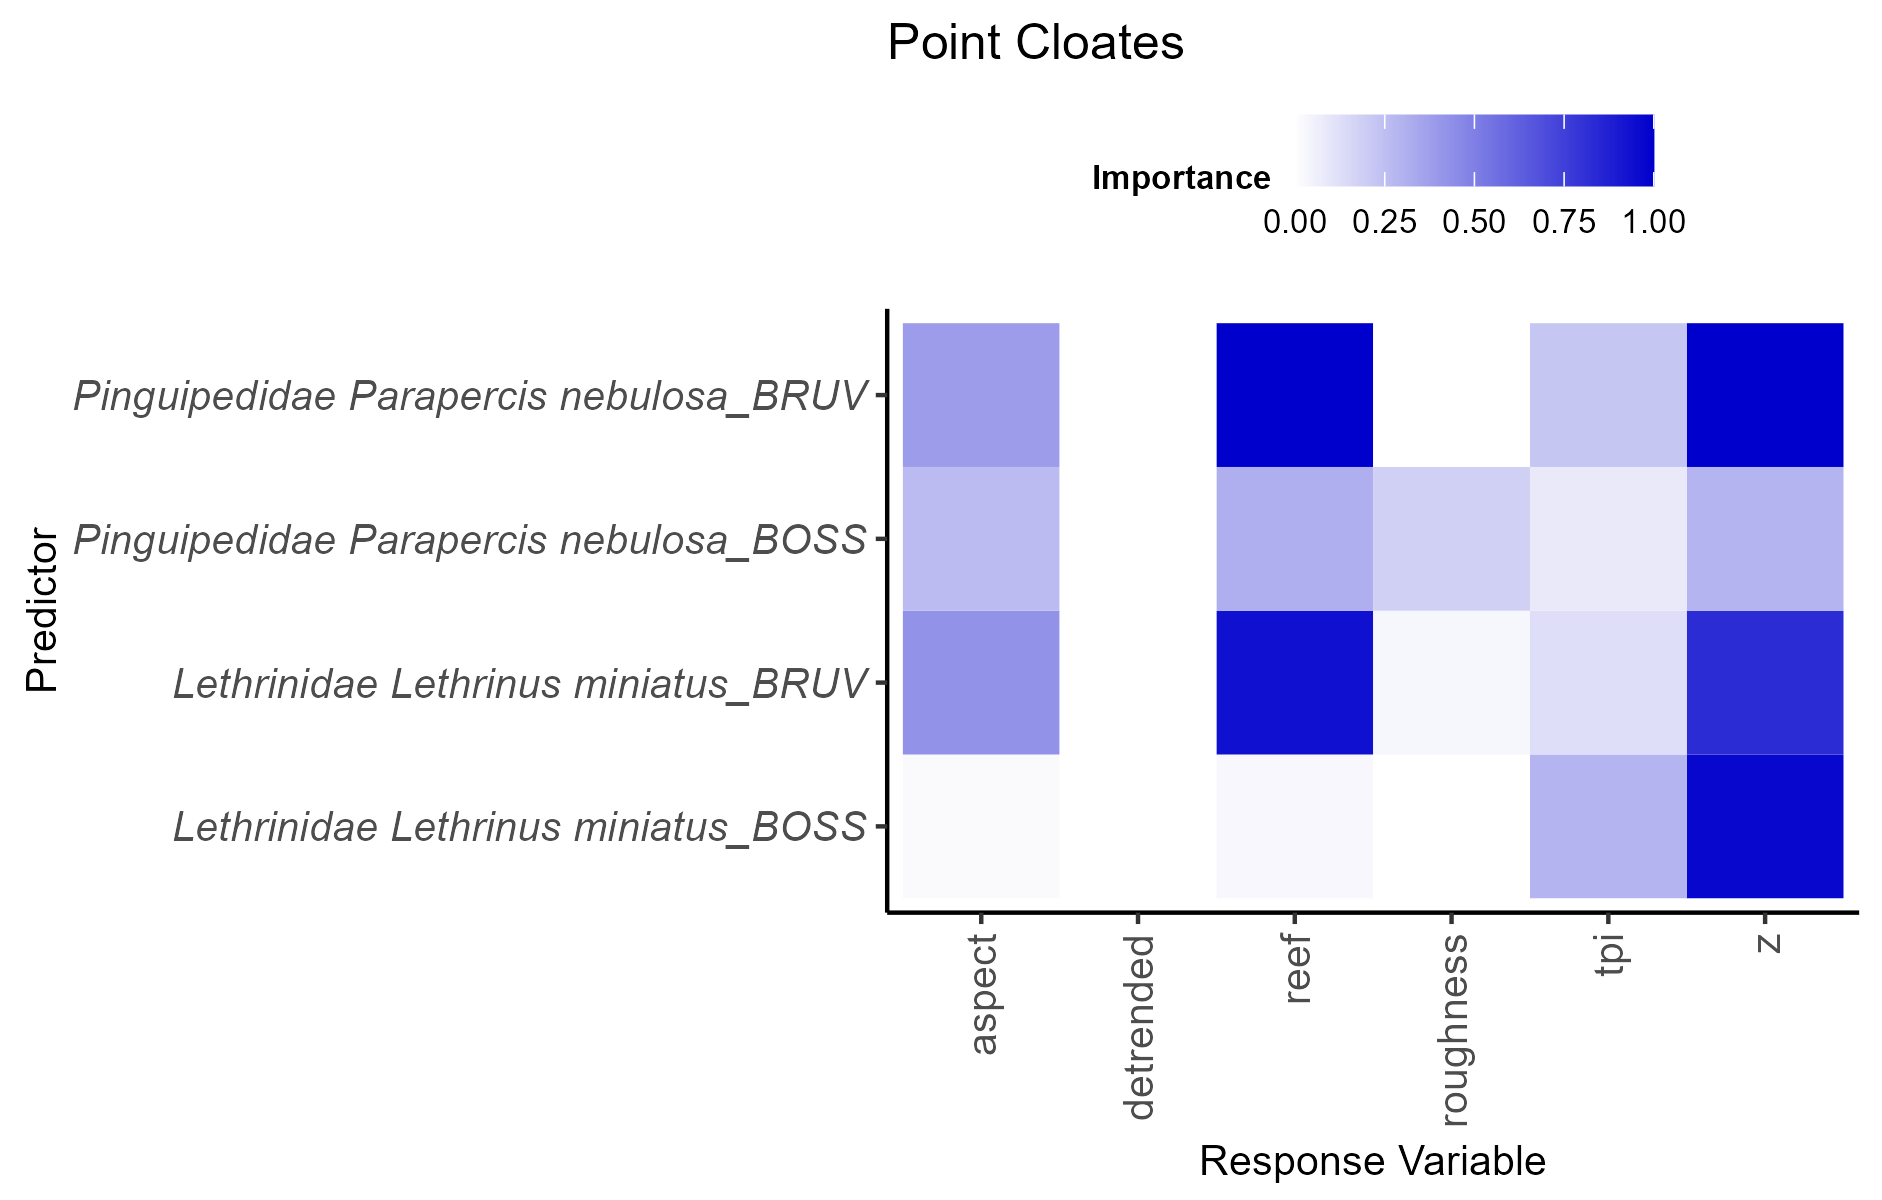 Point Cloates
Importance
0.00 0.25 0.50 0.75 1.00
Predictor
Pinguipedidae Parapercis nebulosa_BRUV
Pinguipedidae Parapercis nebulosa_BOSS
Lethrinidae Lethrinus miniatus_BRUV
Lethrinidae Lethrinus miniatus_BOSS
aspect
detrended
reef
roughness
tpi
z
Response Variable